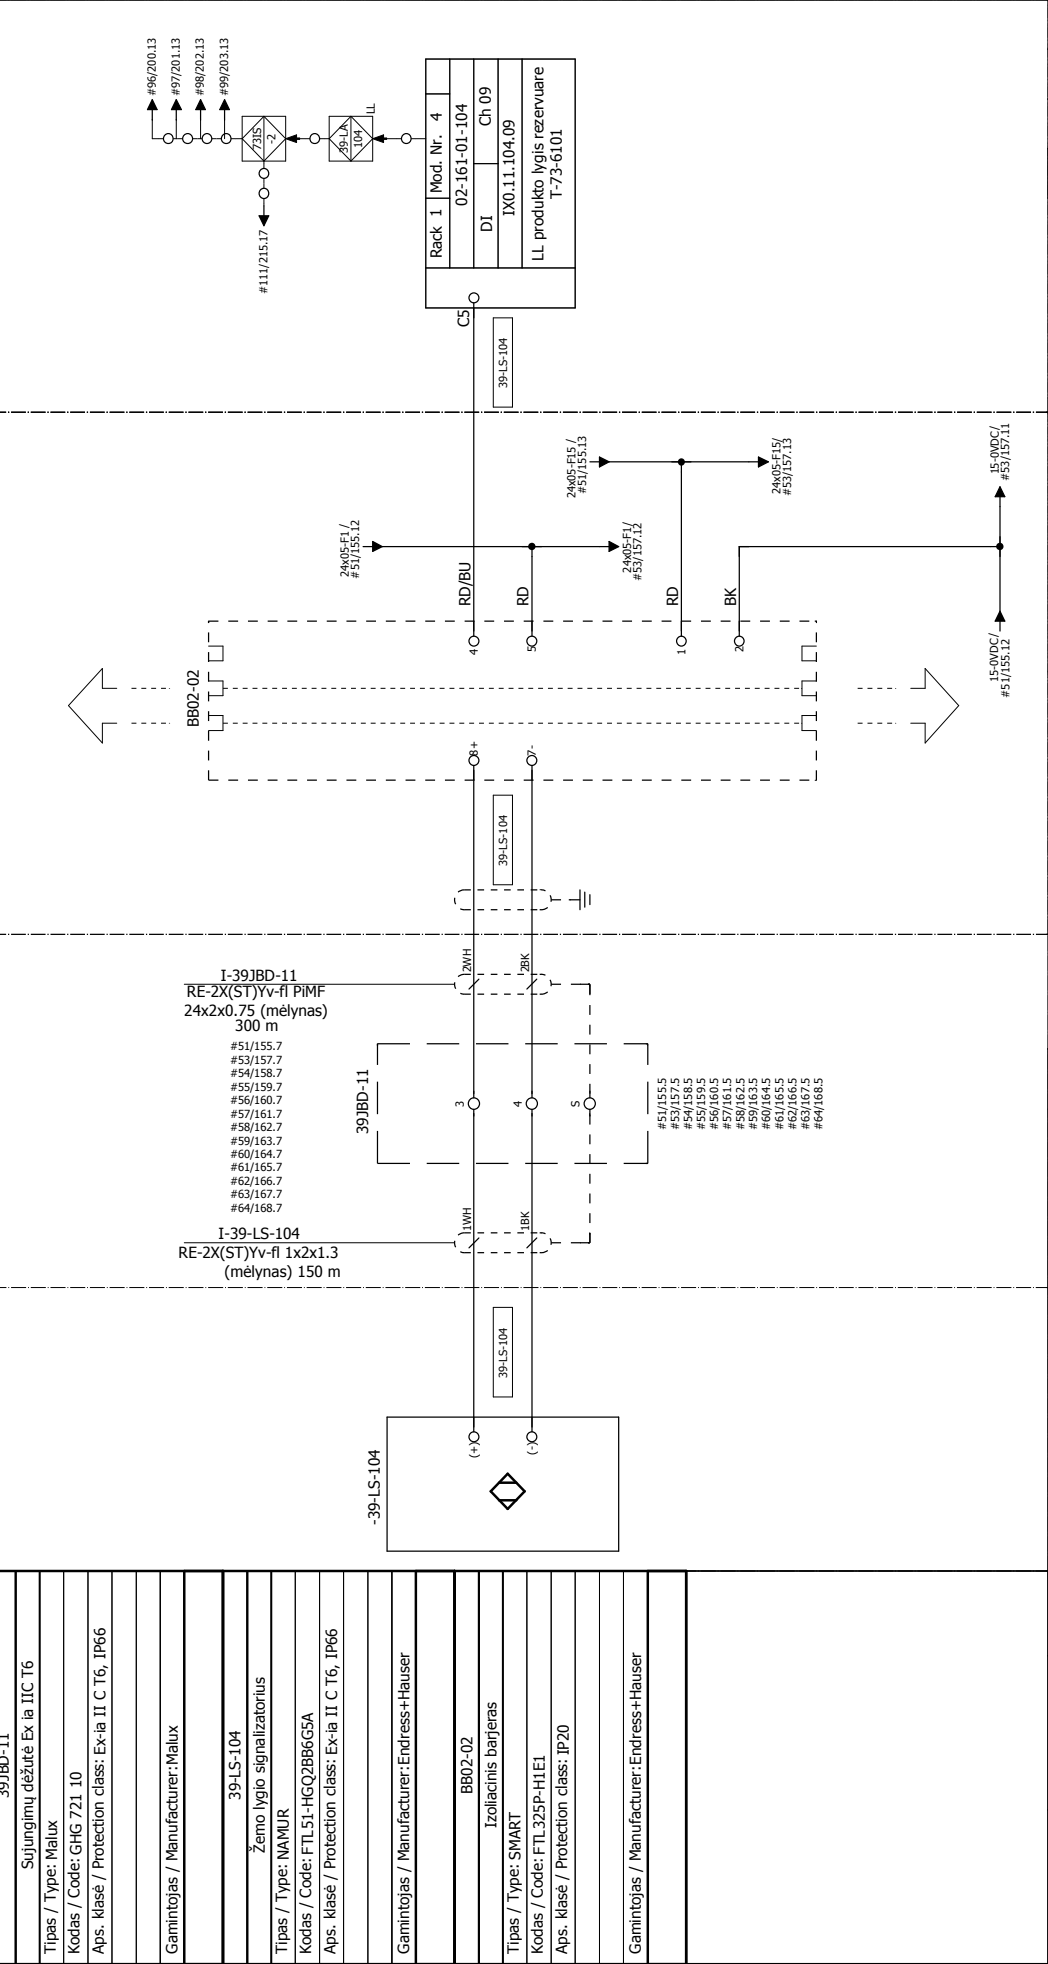 #96/200.13
#97/201.13
#98/202.13
#99/203.13
73IS
-2
39-LA
104
LL
#111/215.17
Rack 1
Mod. Nr. 4
02-161-01-104
DI
Ch 09
IX0.11.104.09
LL produkto lygis rezervuare
T-73-6101
C5
39-LS-104
24x05-F1 /
#51/155.12
24x05-F15 /
#51/155.13
24x05-F1/
#53/157.12
24x05-F15/
#53/157.13
15-0VDC/
#53/157.11
15-0VDC/
#51/155.12
RD/BU
RD
RD
BK
4
5
1
2
BB02-02
8+
7-
39-LS-104
2WH
2BK
I-39JBD-11
RE-2X(ST)Yv-fl PiMF
24x2x0.75 (mėlynas)
300 m
#51/155.7
#53/157.7
#54/158.7
#55/159.7
#56/160.7
#57/161.7
#58/162.7
#59/163.7
#60/164.7
#61/165.7
#62/166.7
#63/167.7
#64/168.7
39JBD-11
3
4
S
#51/155.5
#53/157.5
#54/158.5
#55/159.5
#56/160.5
#57/161.5
#58/162.5
#59/163.5
#60/164.5
#61/165.5
#62/166.5
#63/167.5
#64/168.5
1WH
1BK
I-39-LS-104
RE-2X(ST)Yv-fl 1x2x1.3
(mėlynas) 150 m
39-LS-104
-39-LS-104
(+)
(-)
39JBD-11
Sujungimų dėžutė Ex ia IIC T6
Tipas / Type: Malux
Kodas / Code: GHG 721 10
Aps. klasė / Protection class: Ex-ia II C T6, IP66
Gamintojas / Manufacturer:Malux
39-LS-104
Žemo lygio signalizatorius
Tipas / Type: NAMUR
Kodas / Code: FTL51-HGQ2BB6G5A
Aps. klasė / Protection class: Ex-ia II C T6, IP66
Gamintojas / Manufacturer:Endress+Hauser
BB02-02
Izoliacinis barjeras
Tipas / Type: SMART
Kodas / Code: FTL325P-H1E1
Aps. klasė / Protection class: IP20
Gamintojas / Manufacturer:Endress+Hauser